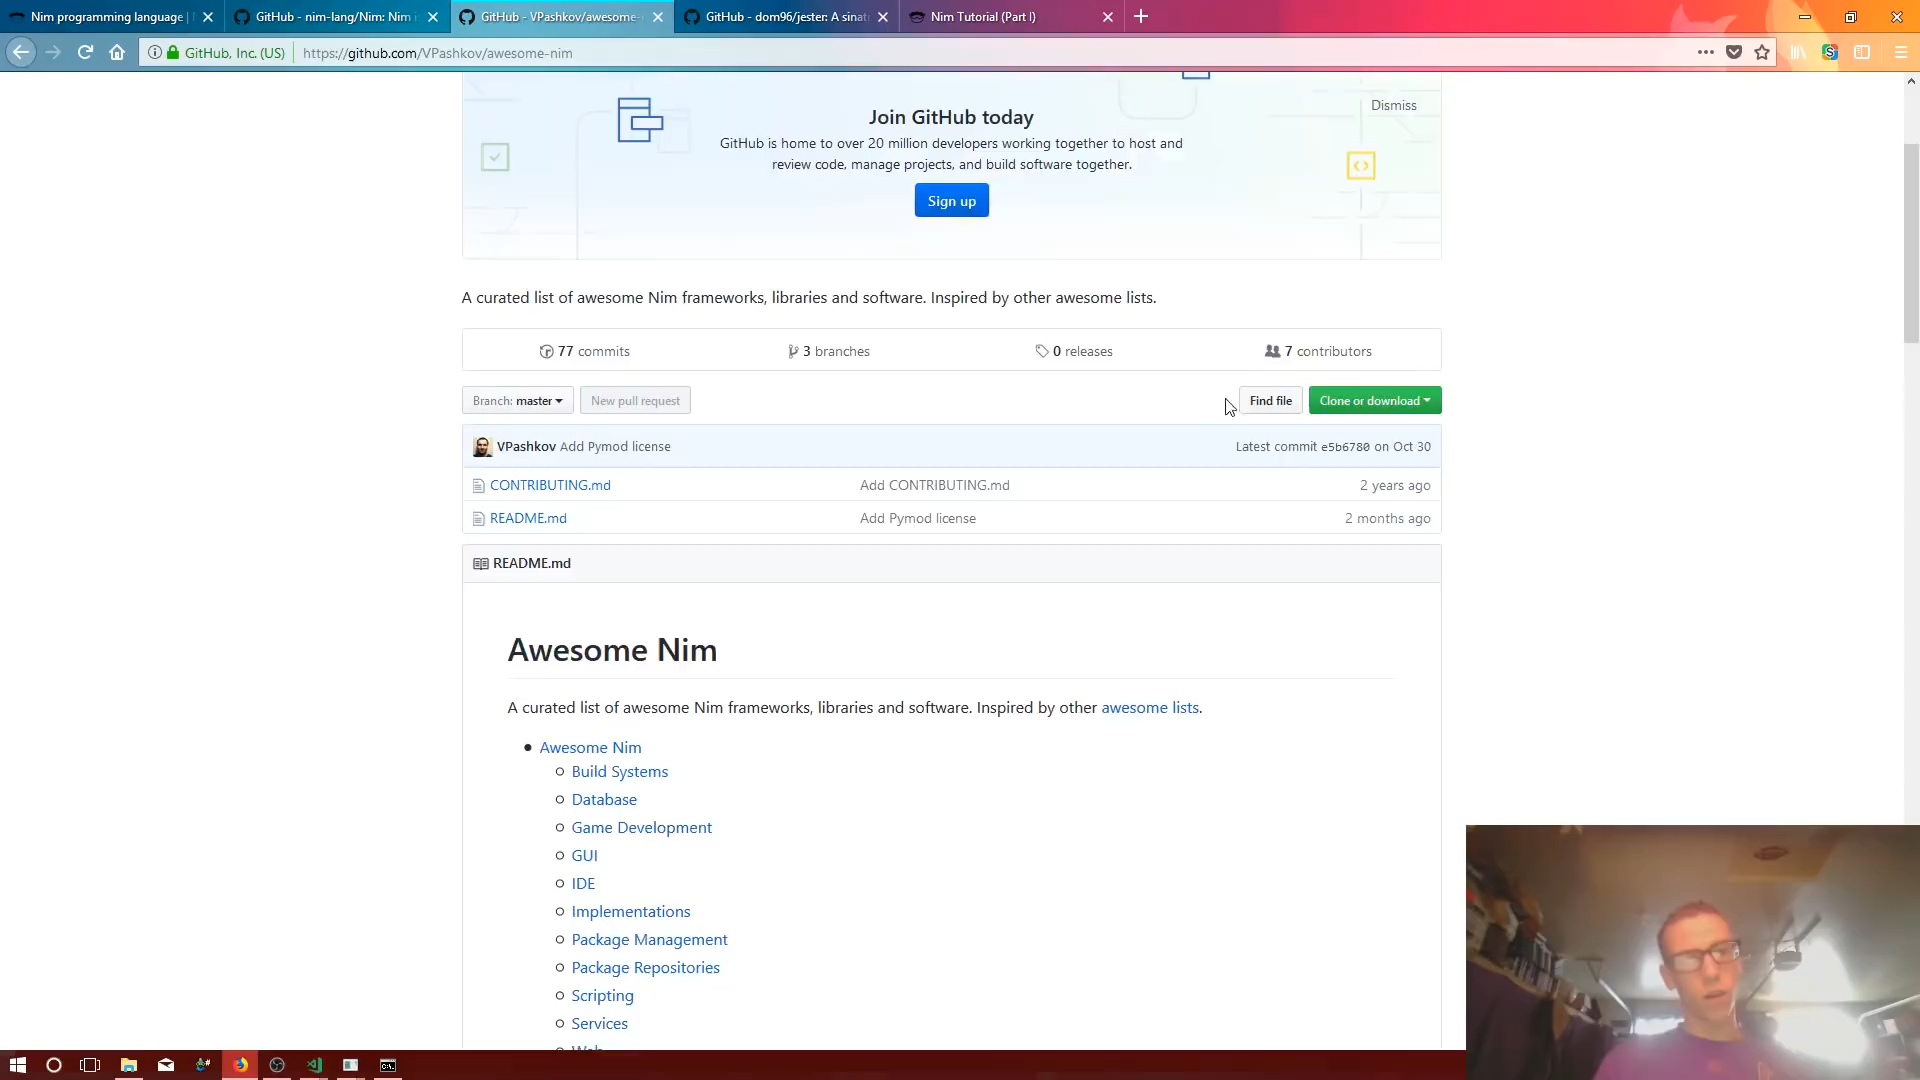 Nim programming language |
GitHub - nim-lang/Nim: Nim i
GitHub - VPashkov/awesome-
GitHub - dom96/jester: A sinat
Nim Tutorial (Part I)
GitHub, Inc. (US)
https://github.com/VPashkov/awesome-nim
Join GitHub today
Dismiss
GitHub is home to over 20 million developers working together to host and
review code, manage projects, and build software together.
Sign up
A curated list of awesome Nim frameworks, libraries and software. Inspired by other awesome lists.
77 commits
3 branches
0 releases
7 contributors
Branch: master
New pull request
Find file
Clone or download
VPashkov Add Pymod license
Latest commit e5b6780 on Oct 30
CONTRIBUTING.md
Add CONTRIBUTING.md
2 years ago
README.md
Add Pymod license
2 months ago
README.md
Awesome Nim
A curated list of awesome Nim frameworks, libraries and software. Inspired by other awesome lists.
Awesome Nim
Build Systems
Database
Game Development
GUI
IDE
Implementations
Package Management
Package Repositories
Scripting
Services
Web